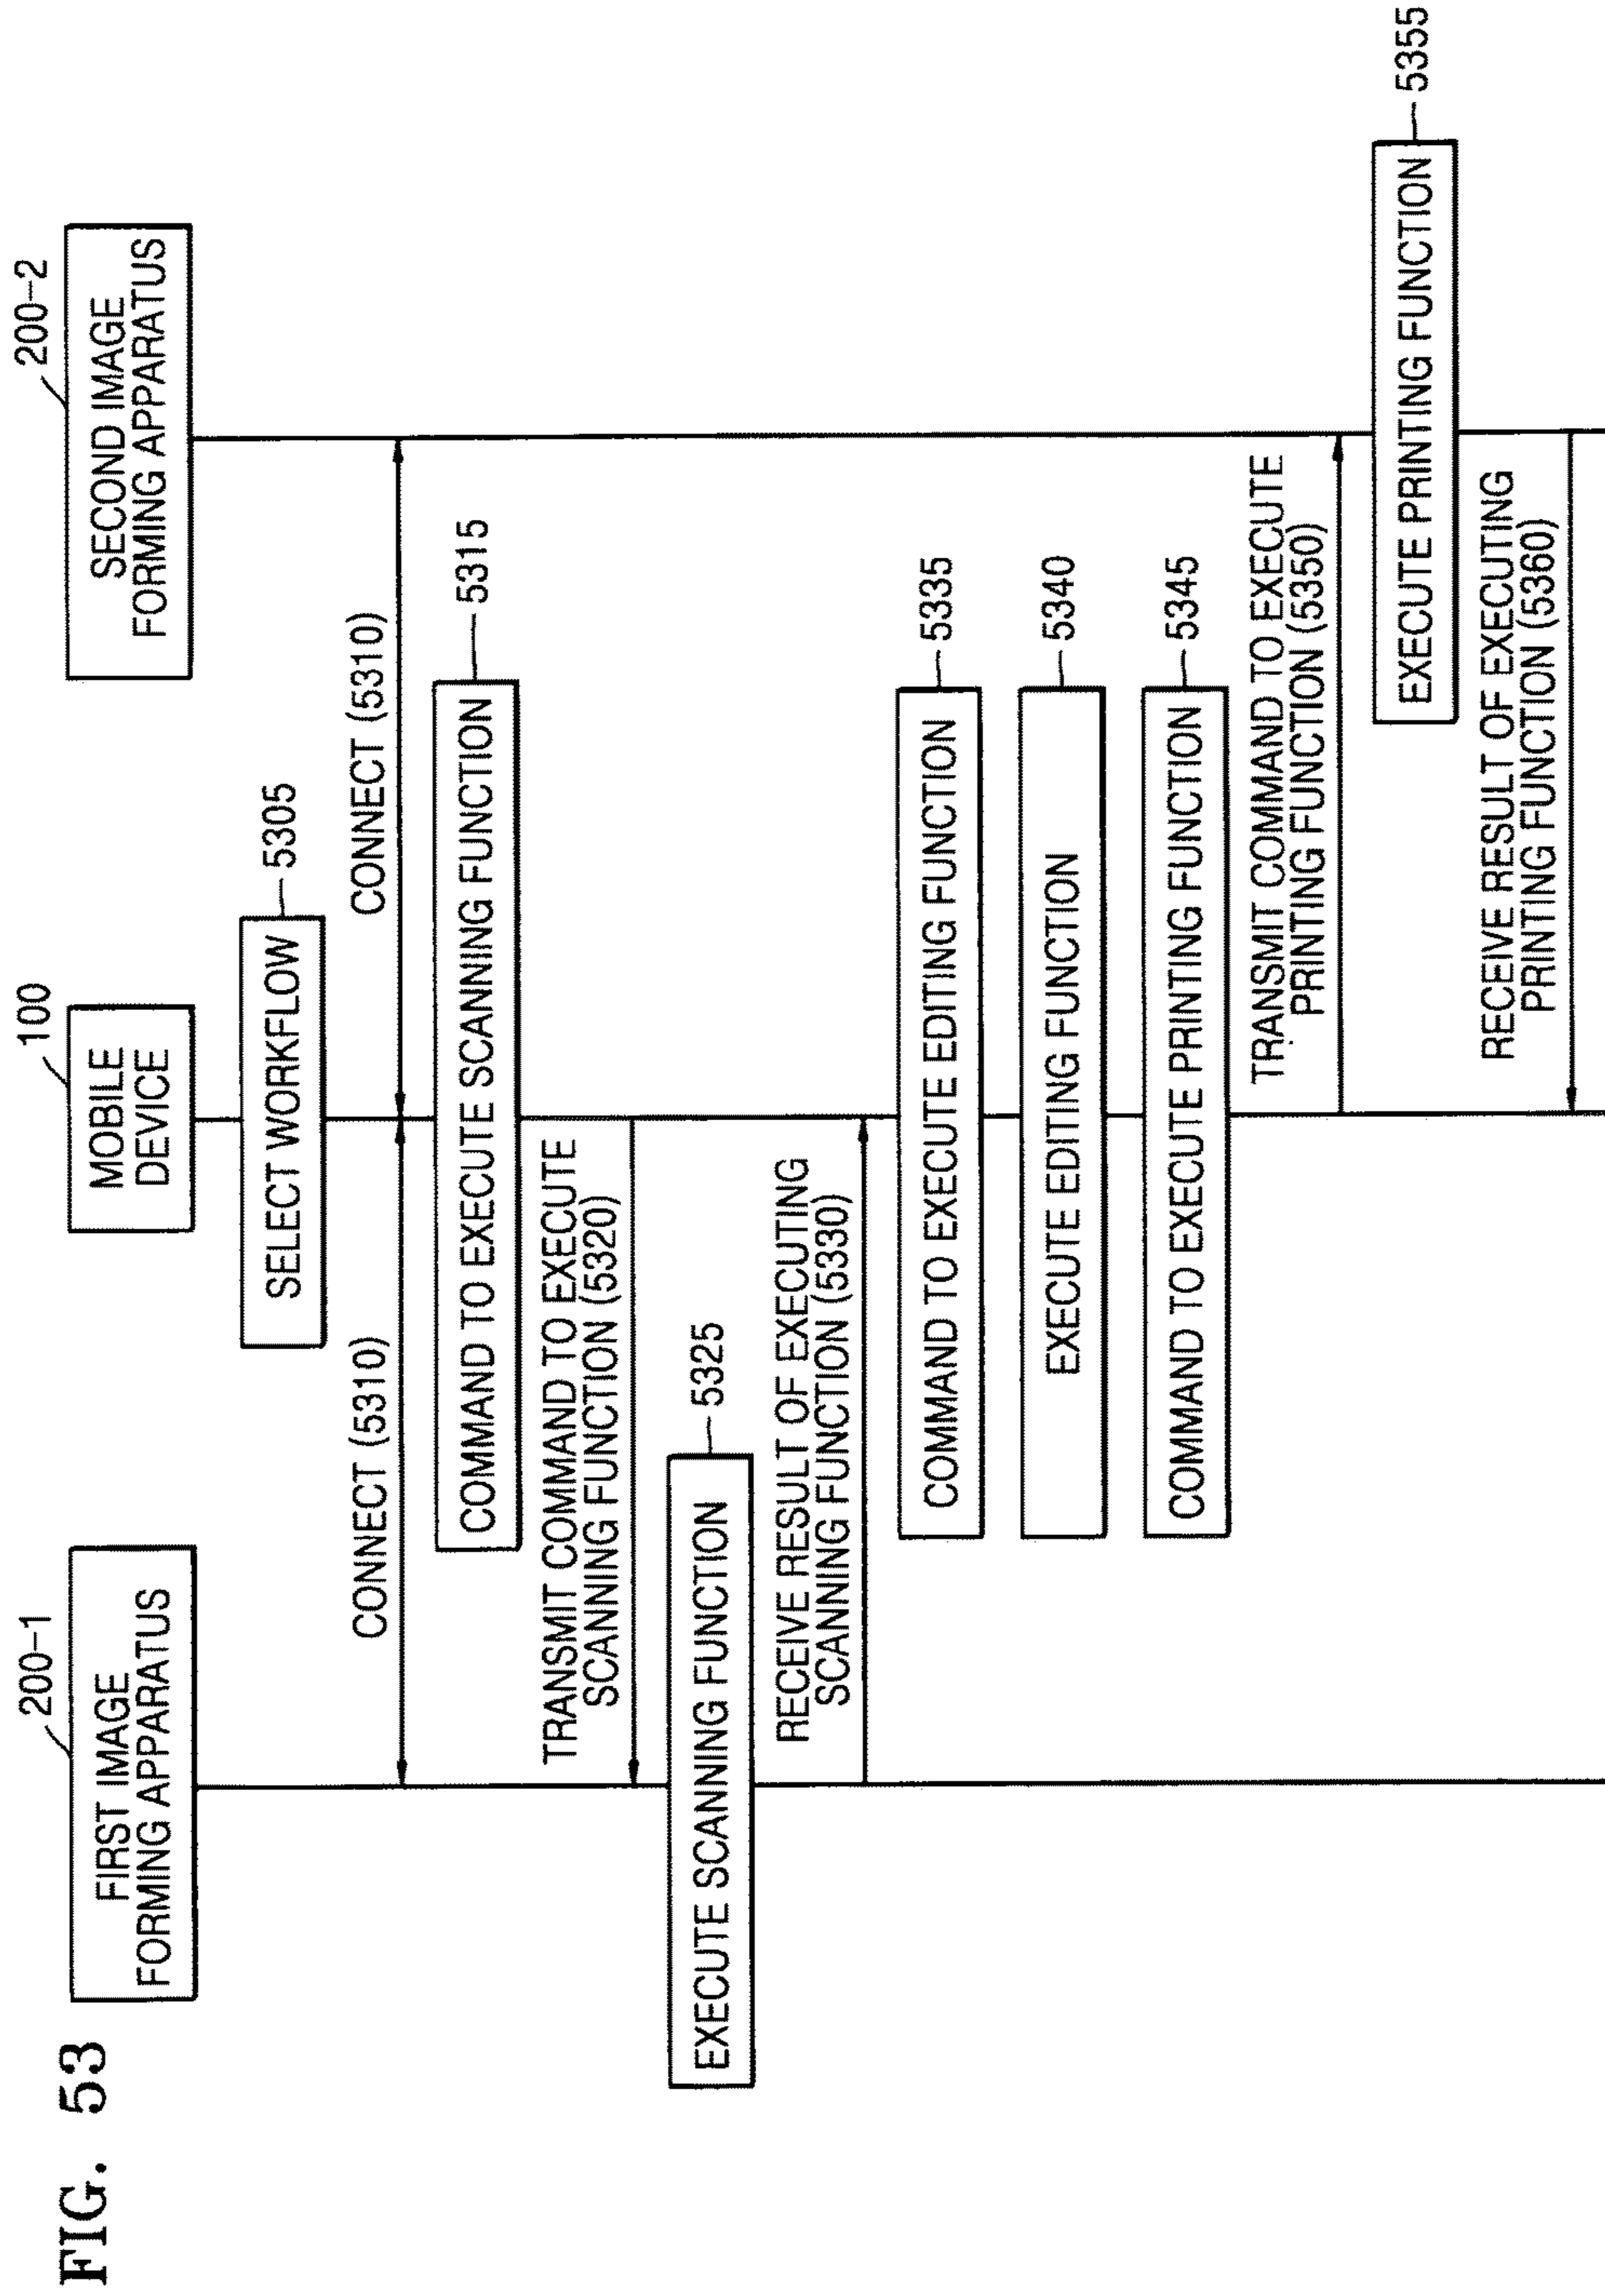 FIG. 53
200-1
FIRST IMAGE
FORMING APPARATUS
100
MOBILE
DEVICE
200-2
SECOND IMAGE
FORMING APPARATUS
SELECT WORKFLOW
5305
CONNECT (5310)
CONNECT (5310)
COMMAND TO EXECUTE SCANNING FUNCTION
5315
TRANSMIT COMMAND TO EXECUTE
SCANNING FUNCTION (5320)
EXECUTE SCANNING FUNCTION
5325
RECEIVE RESULT OF EXECUTING
SCANNING FUNCTION (5330)
COMMAND TO EXECUTE EDITING FUNCTION
5335
EXECUTE EDITING FUNCTION
5340
COMMAND TO EXECUTE PRINTING FUNCTION
5345
TRANSMIT COMMAND TO EXECUTE
PRINTING FUNCTION (5350)
EXECUTE PRINTING FUNCTION
5355
RECEIVE RESULT OF EXECUTING
PRINTING FUNCTION (5360)